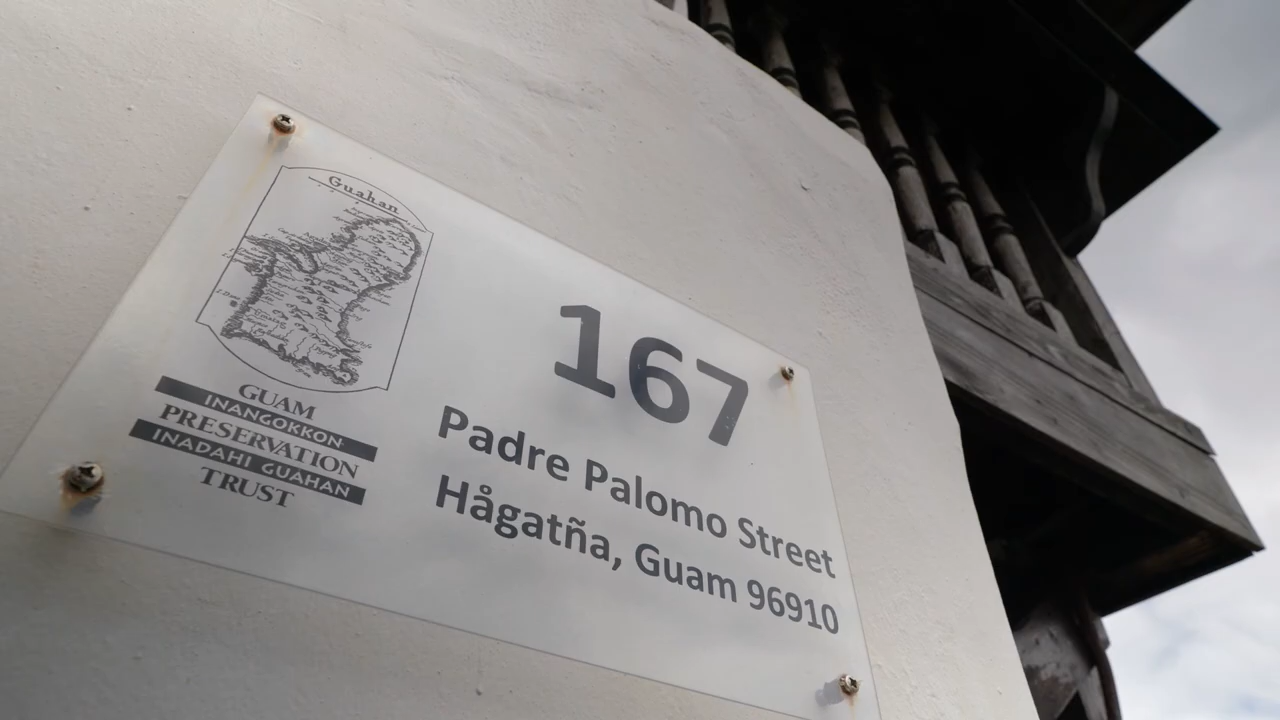 Guahan
GUAM
INANGOKKON
PRESERVATION
INADAHI GUAHAN
TRUST
167
Padre Palomo Street
Hågatña, Guam 96910